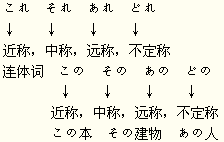 これ それ あれ どれ
↓ ↓ ↓ ↓
近称，中称，远称，不定称
连体词 この その あの どの
↓ ↓ ↓ ↓
近称，中称，远称，不定称
この本 その建物 あの人